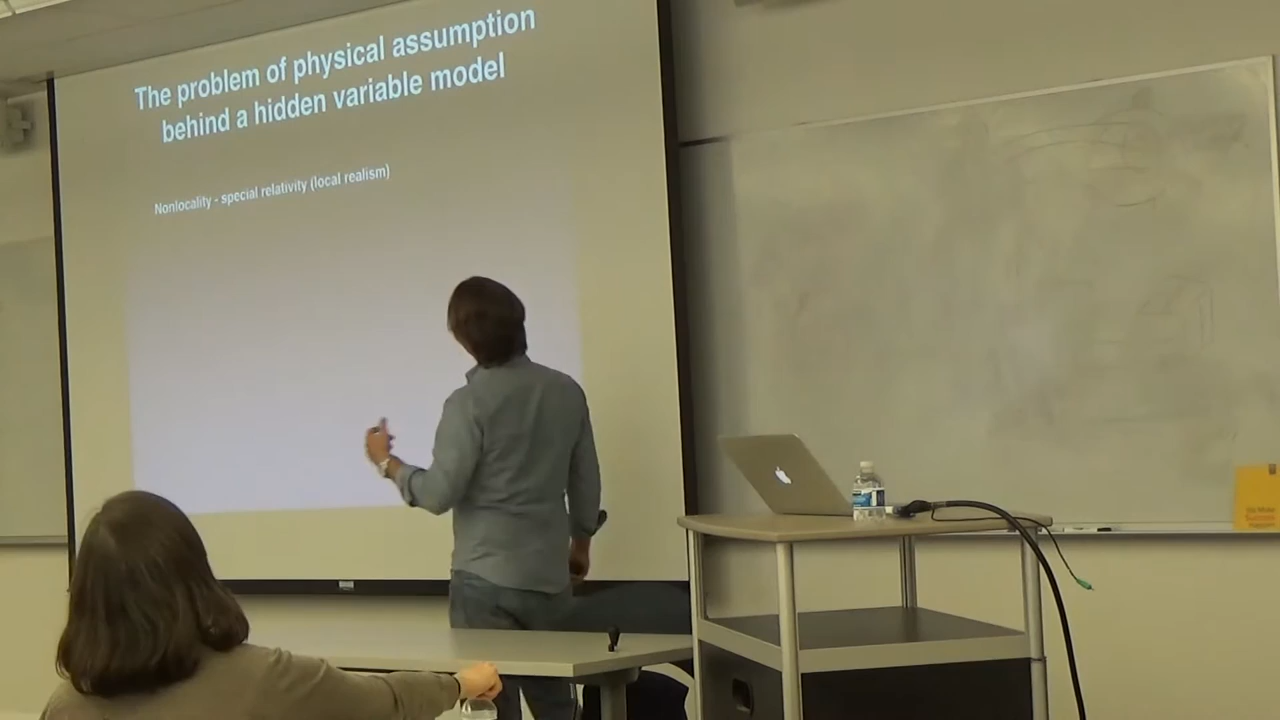 The problem of physical assumption
behind a hidden variable model
Nonlocality - special relativity (local realism)